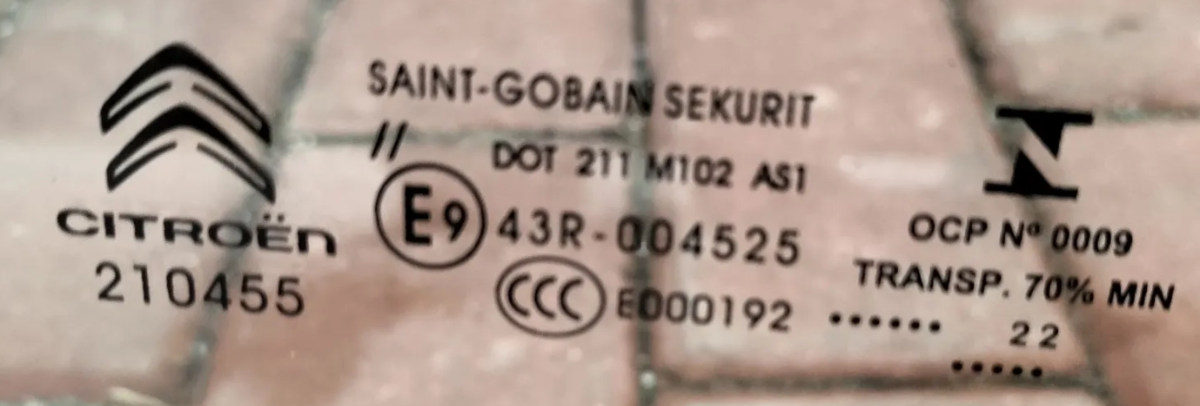 CITROËN
210455
SAINT-GOBAIN SEKURIT
//
DOT 211 M102 AS1
E9 43R-004525
CCC E000192
OCP Nº 0009
TRANSP. 70% MIN
...... 22
.....